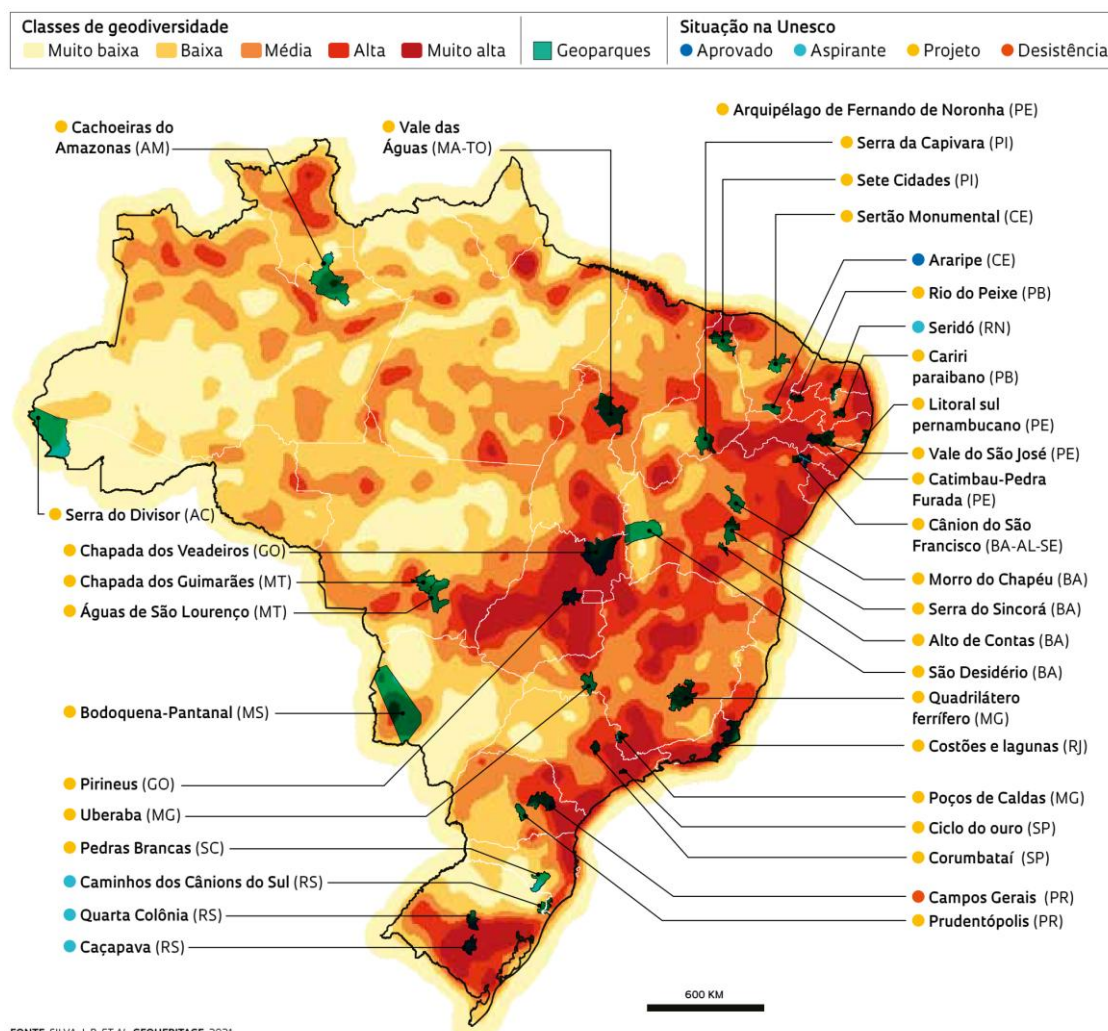 Classes de geodiversidade
Muito baixa Baixa Média Alta Muito alta
Geoparques
Situação na Unesco
Aprovado Aspirante Projeto Desistência
Cachoeiras do
Amazonas (AM)
Vale das
Águas (MA-TO)
Arquipélago de Fernando de Noronha (PE)
Serra da Capivara (PI)
Sete Cidades (PI)
Sertão Monumental (CE)
Araripe (CE)
Rio do Peixe (PB)
Seridó (RN)
Cariri
paraibano (PB)
Litoral sul
pernambucano (PE)
Vale do São José (PE)
Catimbau-Pedra
Furada (PE)
Cânion do São
Francisco (BA-AL-SE)
Morro do Chapéu (BA)
Serra do Sincorá (BA)
Alto de Contas (BA)
São Desidério (BA)
Quadrilátero
ferrífero (MG)
Costões e lagunas (RJ)
Poços de Caldas (MG)
Ciclo do ouro (SP)
Corumbataí (SP)
Campos Gerais (PR)
Prudentópolis (PR)
Serra do Divisor (AC)
Chapada dos Veadeiros (GO)
Chapada dos Guimarães (MT)
Águas de São Lourenço (MT)
Bodoquena-Pantanal (MS)
Pirineus (GO)
Uberaba (MG)
Pedras Brancas (SC)
Caminhos dos Cânions do Sul (RS)
Quarta Colônia (RS)
Caçapava (RS)
600 KM